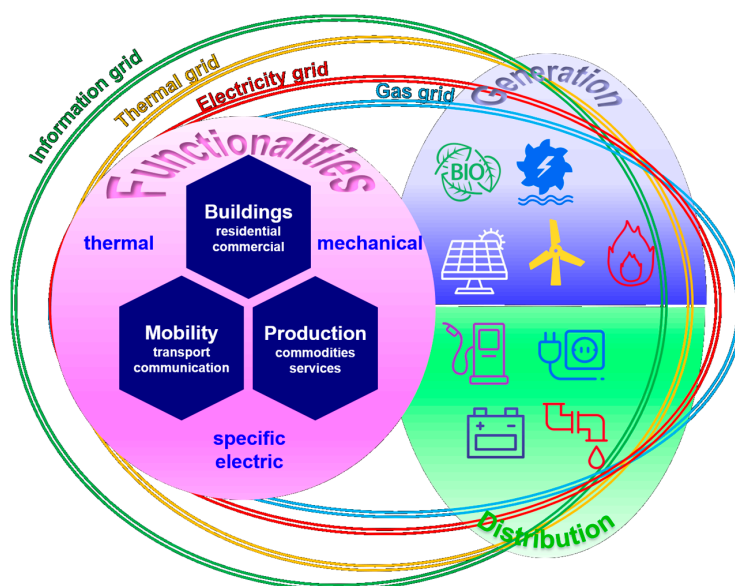 Information grid
Thermal grid
Electricity grid
Gas grid
Generation
Functionalities
BIO
Buildings
residential
commercial
thermal
mechanical
Mobility
transport
communication
Production
commodities
services
specific
electric
Distribution